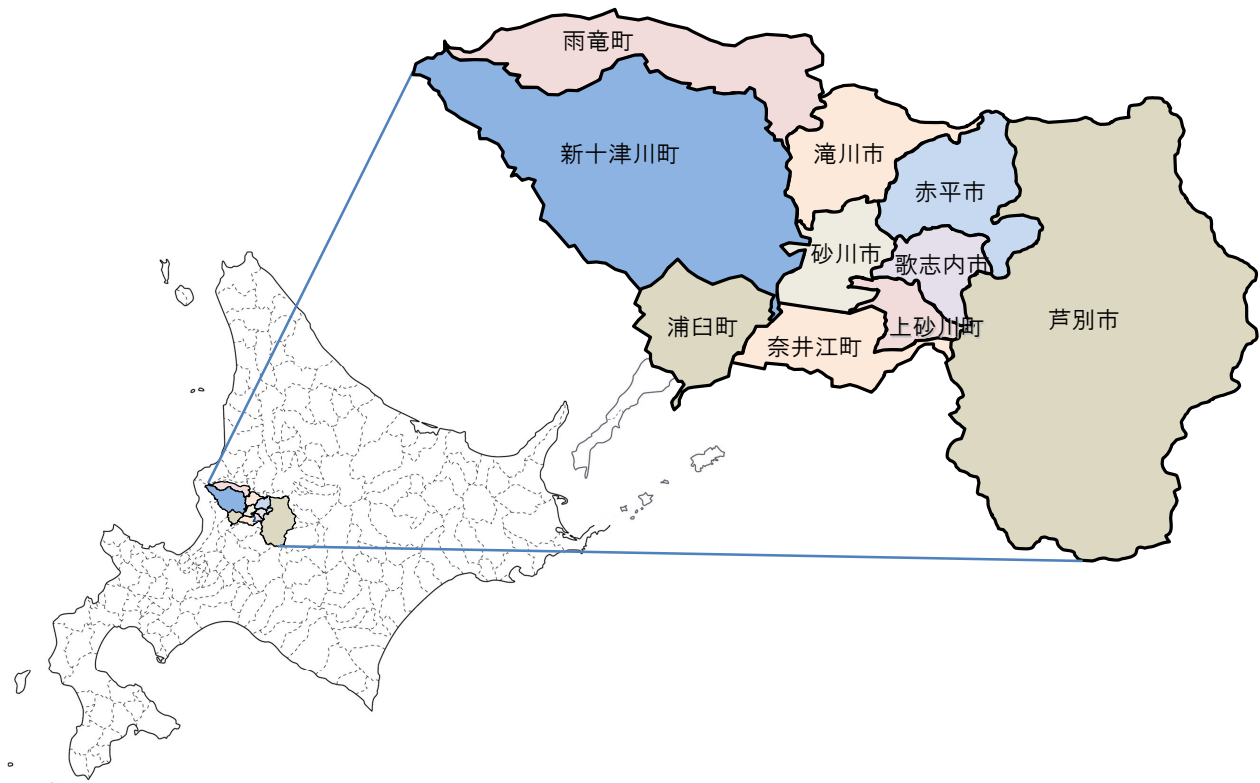 雨竜町
新十津川町
滝川市
赤平市
砂川市
歌志内市
芦別市
浦臼町
上砂川町
奈井江町